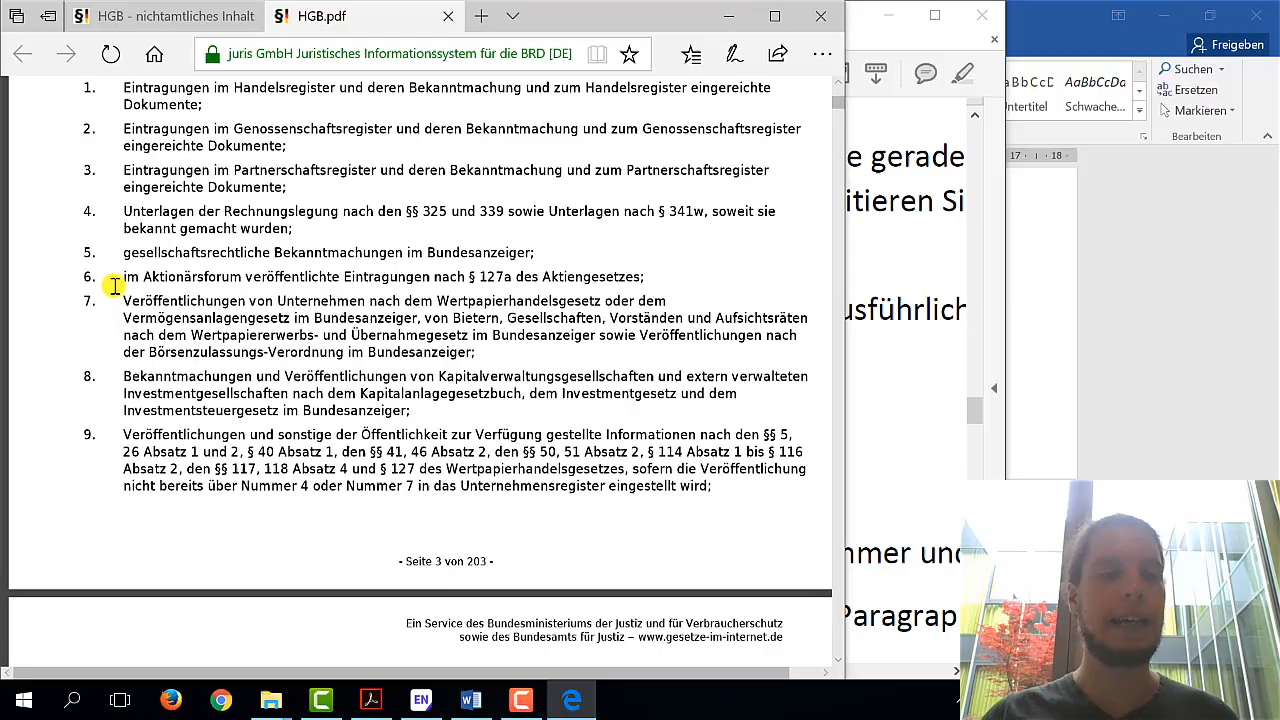 HGB - nichtamtliches Inhalt
HGB.pdf
juris GmbH Juristisches Informationssystem für die BRD [DE]
Freigeben
Suchen
Ersetzen
Markieren
Bearbeiten
AaBbCcD
Untertitel
Schwache...
17 18
1. Eintragungen im Handelsregister und deren Bekanntmachung und zum Handelsregister eingereichte
Dokumente;
2. Eintragungen im Genossenschaftsregister und deren Bekanntmachung und zum Genossenschaftsregister
eingereichte Dokumente;
3. Eintragungen im Partnerschaftsregister und deren Bekanntmachung und zum Partnerschaftsregister
eingereichte Dokumente;
4. Unterlagen der Rechnungslegung nach den §§ 325 und 339 sowie Unterlagen nach § 341w, soweit sie
bekannt gemacht wurden;
5. gesellschaftsrechtliche Bekanntmachungen im Bundesanzeiger;
6. im Aktionärsforum veröffentlichte Eintragungen nach § 127a des Aktiengesetzes;
7. Veröffentlichungen von Unternehmen nach dem Wertpapierhandelsgesetz oder dem
Vermögensanlagengesetz im Bundesanzeiger, von Bietern, Gesellschaften, Vorständen und Aufsichtsräten
nach dem Wertpapiererwerbs- und Übernahmegesetz im Bundesanzeiger sowie Veröffentlichungen nach
der Börsenzulassungs-Verordnung im Bundesanzeiger;
8. Bekanntmachungen und Veröffentlichungen von Kapitalverwaltungsgesellschaften und extern verwalteten
Investmentgesellschaften nach dem Kapitalanlagegesetzbuch, dem Investmentgesetz und dem
Investmentsteuergesetz im Bundesanzeiger;
9. Veröffentlichungen und sonstige der Öffentlichkeit zur Verfügung gestellte Informationen nach den §§ 5,
26 Absatz 1 und 2, § 40 Absatz 1, den §§ 41, 46 Absatz 2, den §§ 50, 51 Absatz 2, § 114 Absatz 1 bis § 116
Absatz 2, den §§ 117, 118 Absatz 4 und § 127 des Wertpapierhandelsgesetzes, sofern die Veröffentlichung
nicht bereits über Nummer 4 oder Nummer 7 in das Unternehmensregister eingestellt wird;
- Seite 3 von 203 -
Ein Service des Bundesministeriums der Justiz und für Verbraucherschutz
sowie des Bundesamts für Justiz – www.gesetze-im-internet.de
e gerade
itieren Si
usführlich
mmer und
Paragrap
EN